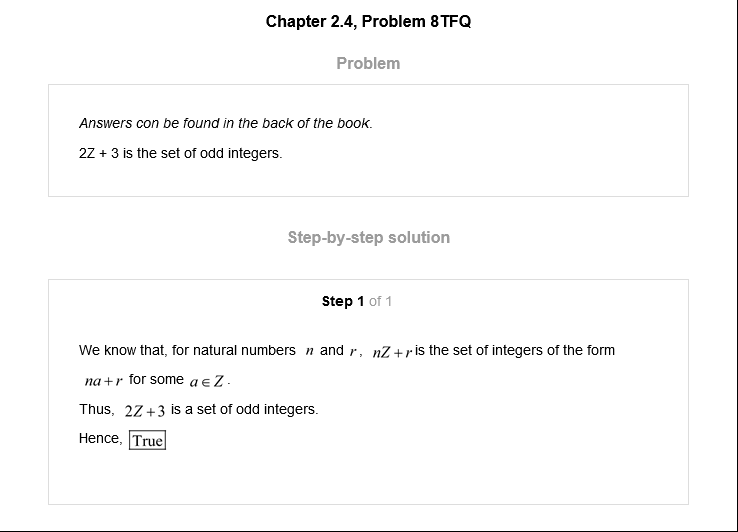 Chapter 2.4, Problem 8TFQ
Problem
Answers con be found in the back of the book.
2Z + 3 is the set of odd integers.
Step-by-step solution
Step 1 of 1
We know that, for natural numbers n and r, nZ+r is the set of integers of the form
na+r for some a∈Z.
Thus, 2Z+3 is a set of odd integers.
Hence, True